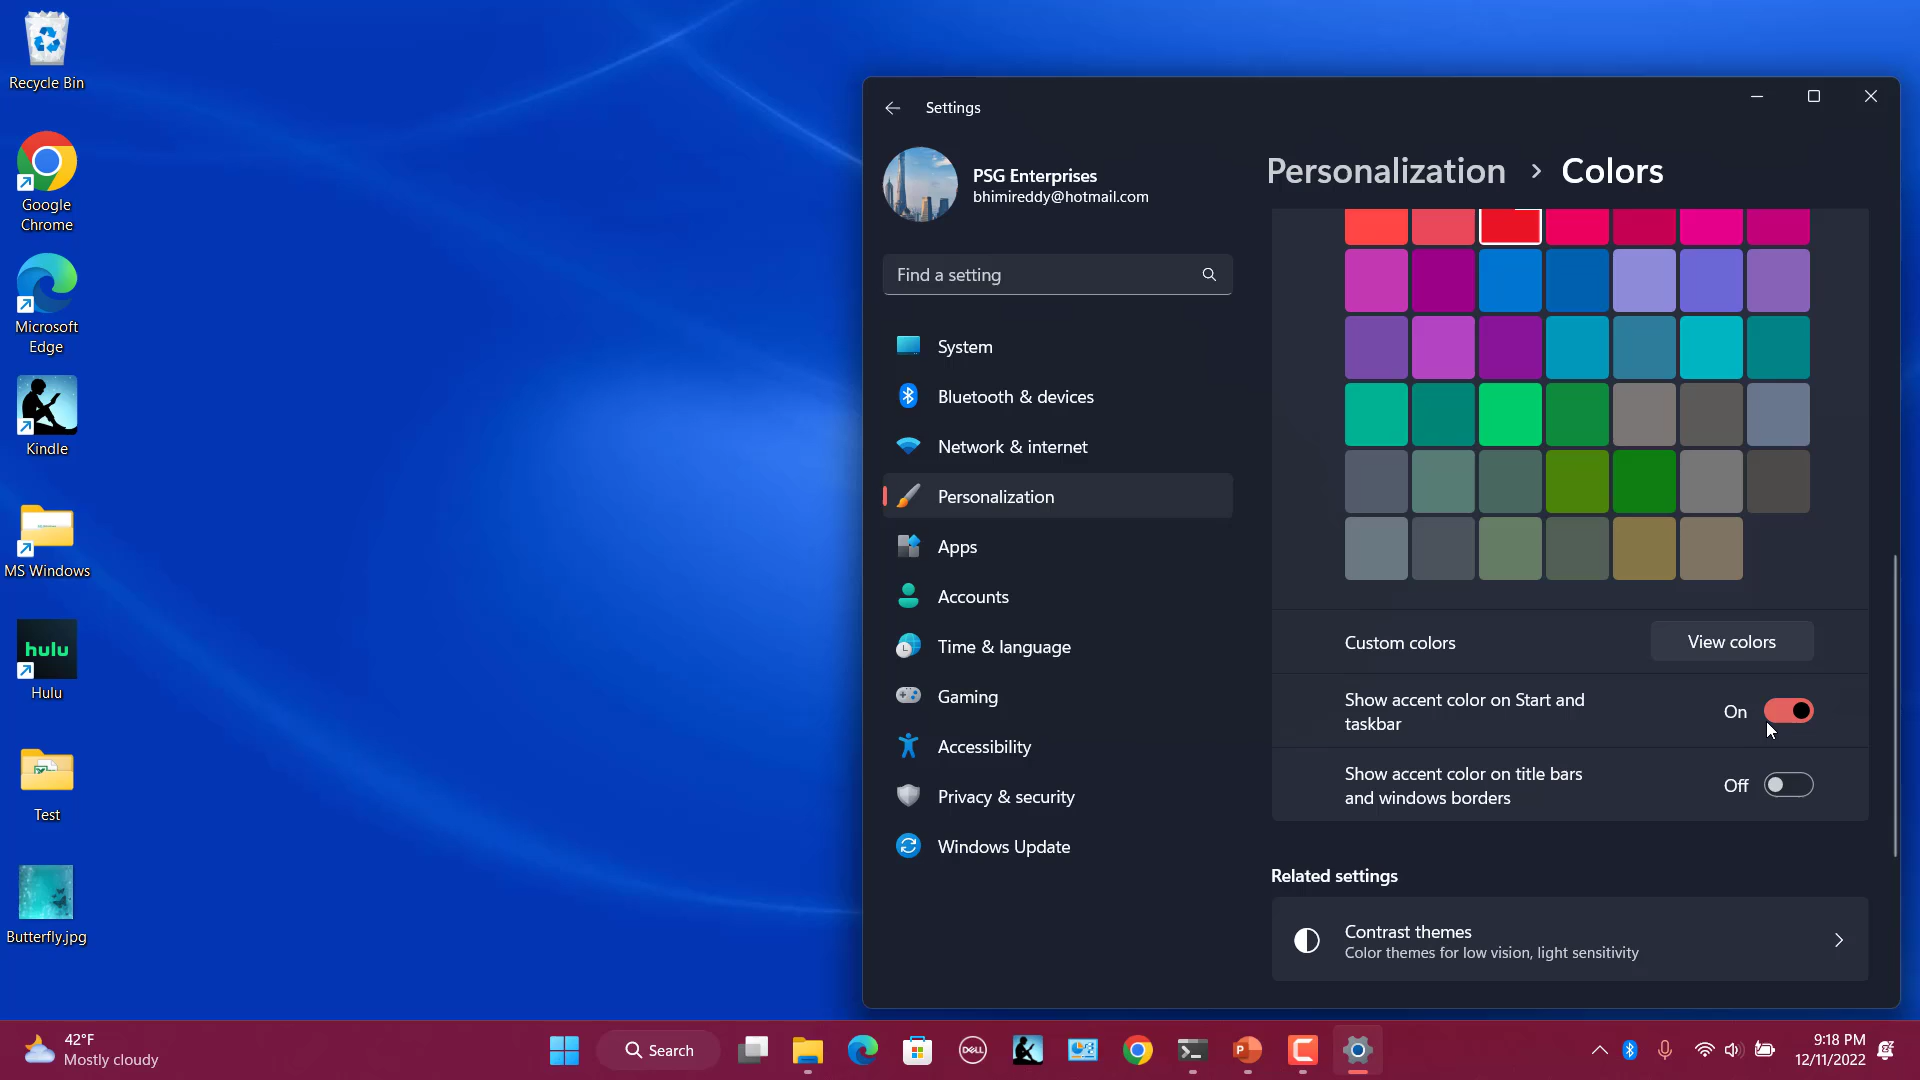 Recycle Bin
Google
Chrome
Microsoft
Edge
Kindle
MS Windows
hulu
Hulu
Test
Butterfly.jpg
Settings
PSG Enterprises
bhimireddy@hotmail.com
Find a setting
System
Bluetooth & devices
Network & internet
Personalization
Apps
Accounts
Time & language
Gaming
Accessibility
Privacy & security
Windows Update
Personalization › Colors
Custom colors
View colors
Show accent color on Start and
taskbar
On
Show accent color on title bars
and windows borders
Off
Related settings
Contrast themes
Color themes for low vision, light sensitivity
42°F
Mostly cloudy
Search
DELL
P
9:18 PM
12/11/2022